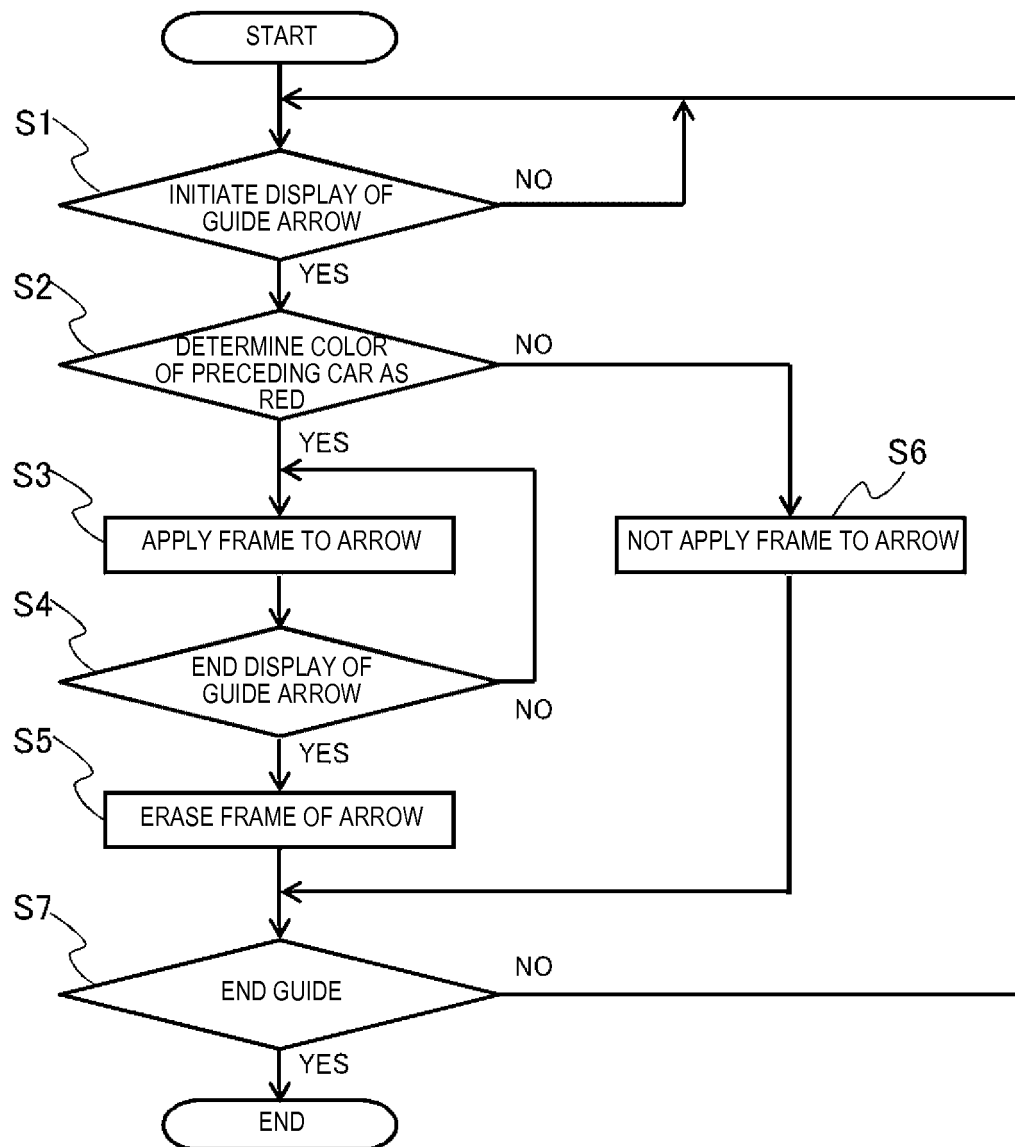 START
S1
INITIATE DISPLAY OF
GUIDE ARROW
NO
YES
S2
DETERMINE COLOR
OF PRECEDING CAR AS
RED
NO
YES
S3
APPLY FRAME TO ARROW
S6
NOT APPLY FRAME TO ARROW
S4
END DISPLAY OF
GUIDE ARROW
NO
YES
S5
ERASE FRAME OF ARROW
S7
END GUIDE
NO
YES
END